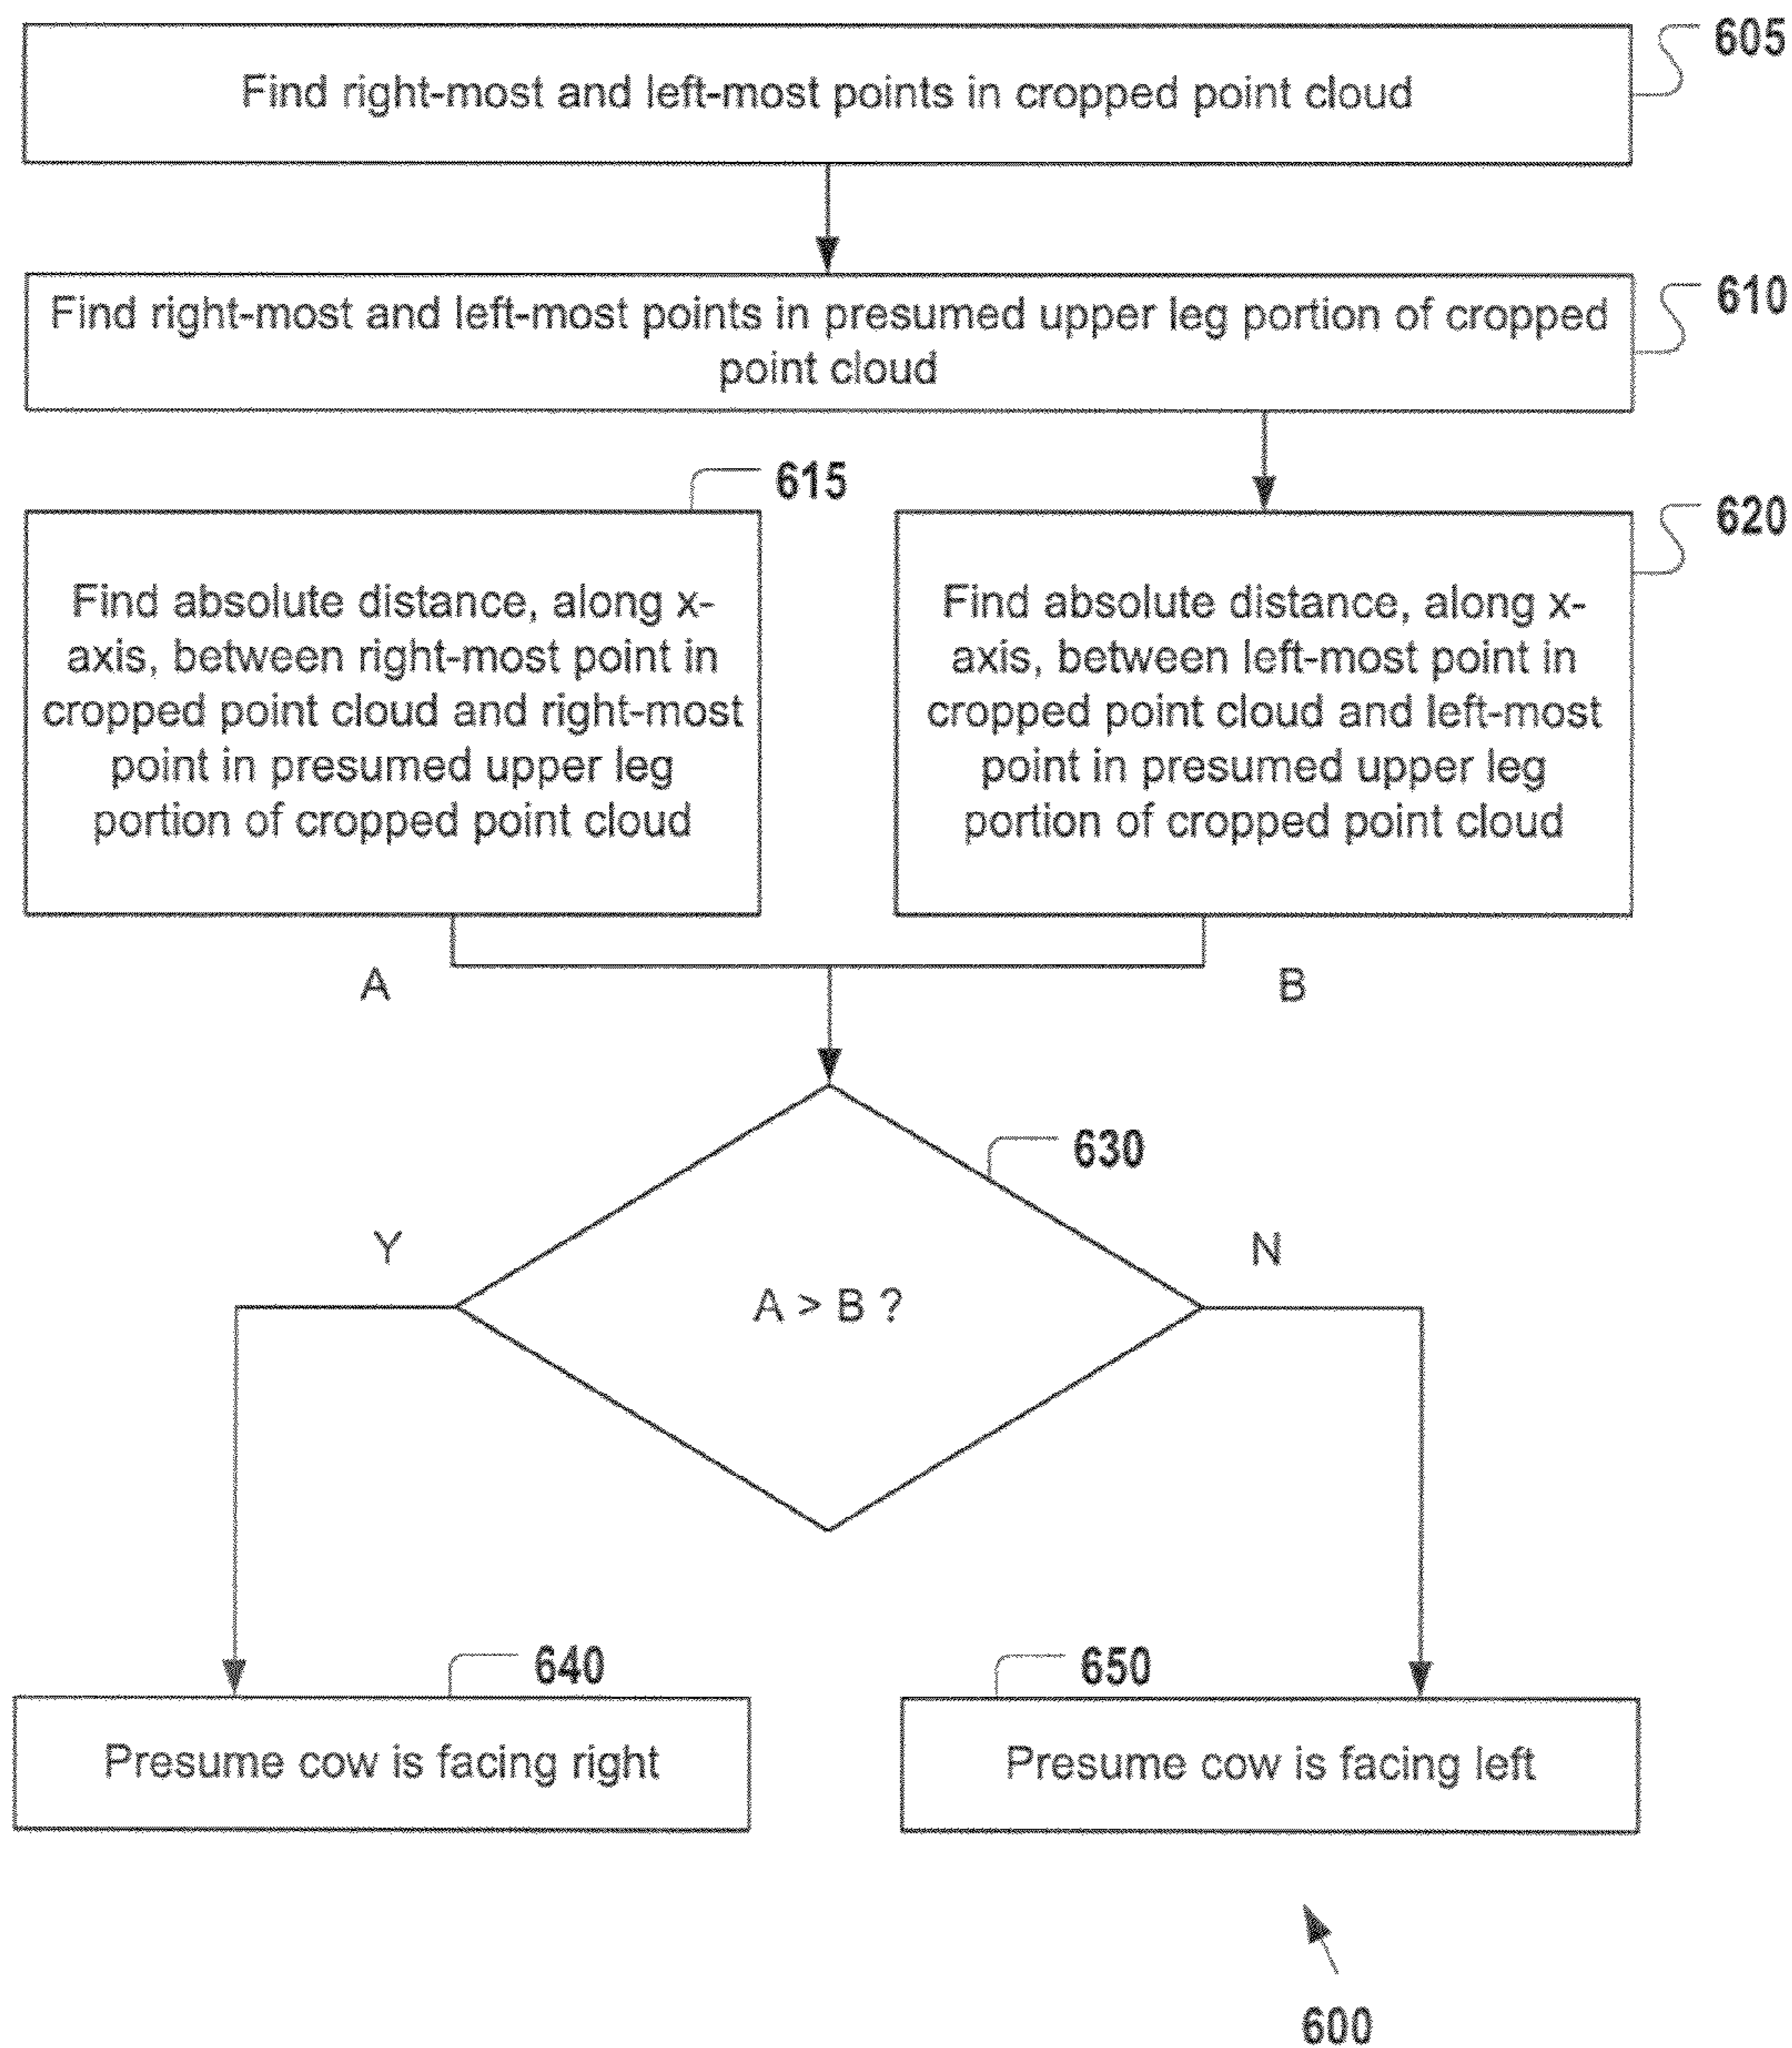 605
Find right-most and left-most points in cropped point cloud
610
Find right-most and left-most points in presumed upper leg portion of cropped
point cloud
615
620
Find absolute distance, along x-
axis, between right-most point in
cropped point cloud and right-most
point in presumed upper leg
portion of cropped point cloud
Find absolute distance, along x-
axis, between left-most point in
cropped point cloud and left-most
point in presumed upper leg
portion of cropped point cloud
A
B
630
Y
N
A > B ?
640
650
Presume cow is facing right
Presume cow is facing left
600